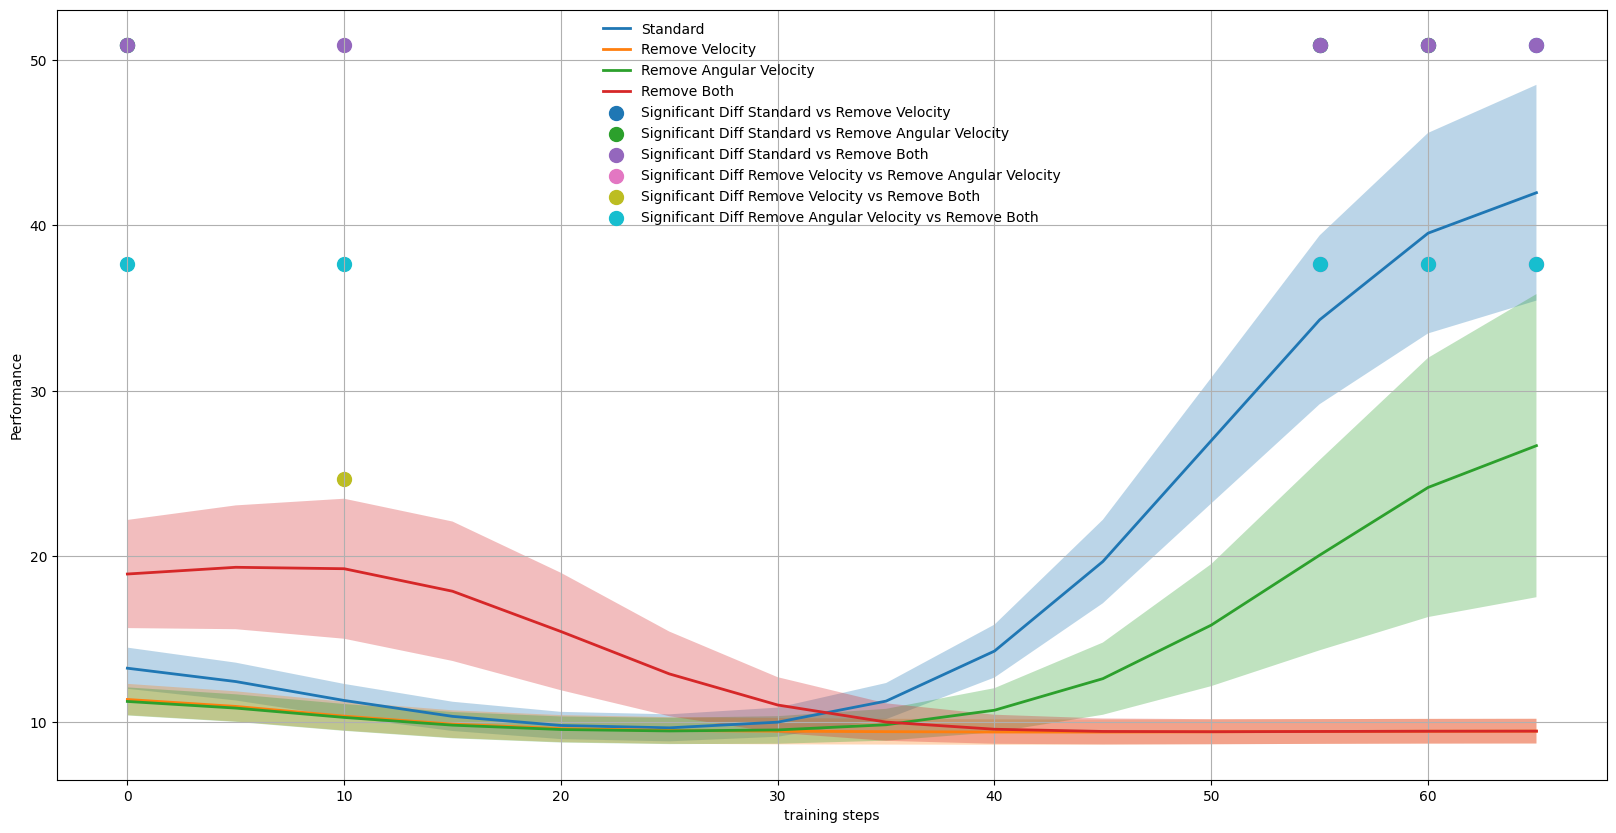 Standard
Remove Velocity
Remove Angular Velocity
Remove Both
Significant Diff Standard vs Remove Velocity
Significant Diff Standard vs Remove Angular Velocity
Significant Diff Standard vs Remove Both
Significant Diff Remove Velocity vs Remove Angular Velocity
Significant Diff Remove Velocity vs Remove Both
Significant Diff Remove Angular Velocity vs Remove Both
50
40
30
20
10
Performance
0 10 20 30 40 50 60
training steps